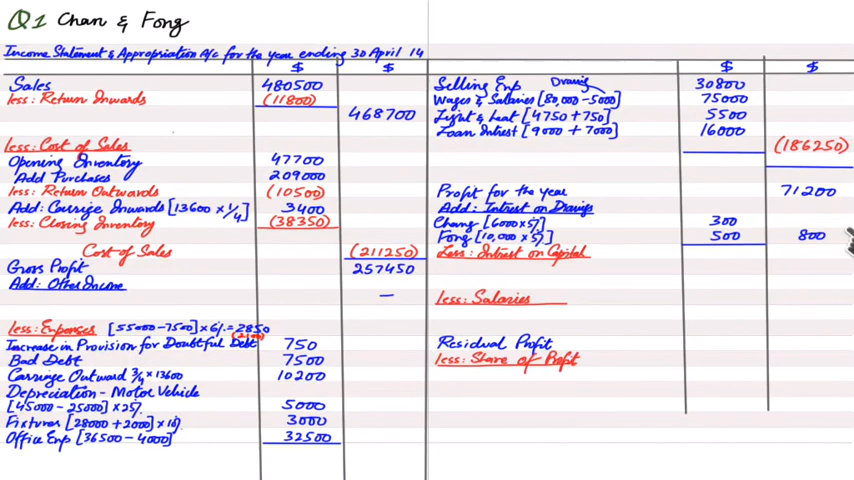 Q1 Chan & Fong
Income Statement & Appropriation A/c for the year ending 30 April 14
$ $
Sales 480500
less: Return Inwards (11800)
468700
less: Cost of Sales
Opening Inventory 47700
Add Purchases 209000
less: Return Outwards (10500)
Add: Carrige Inwards [13600 x 1/4] 3400
less: Closing Inventory (38350)
Cost of Sales (211250)
Gross Profit 257450
Add: Other Income
—
less: Expenses [55000-7500] x 6% = 2850
(2100)
Increase in Provision for Doubtful Debt 750
Bad Debt 7500
Carriage Outward 3/4 x 13600 10200
Depreciation - Motor Vehicle
[45000 - 25000] x 25% 5000
Fixtures [28000 + 2000] x 10% 3000
Office Exp [36500 - 4000] 32500
$ $
Selling Exp 30800
Drawing
Wages & Salaries [80,000 - 5000] 75000
Light & Heat [4750 + 750] 5500
Loan Intrest [9000 + 7000] 16000
(186250)
Profit for the year 71200
Add: Intrest on Drawings
Chang [6000 x 5%] 300
Fong [10,000 x 5%] 500 800
Less: Intrest on Capital
Less: Salaries
Residual Profit
less: Share of Profit